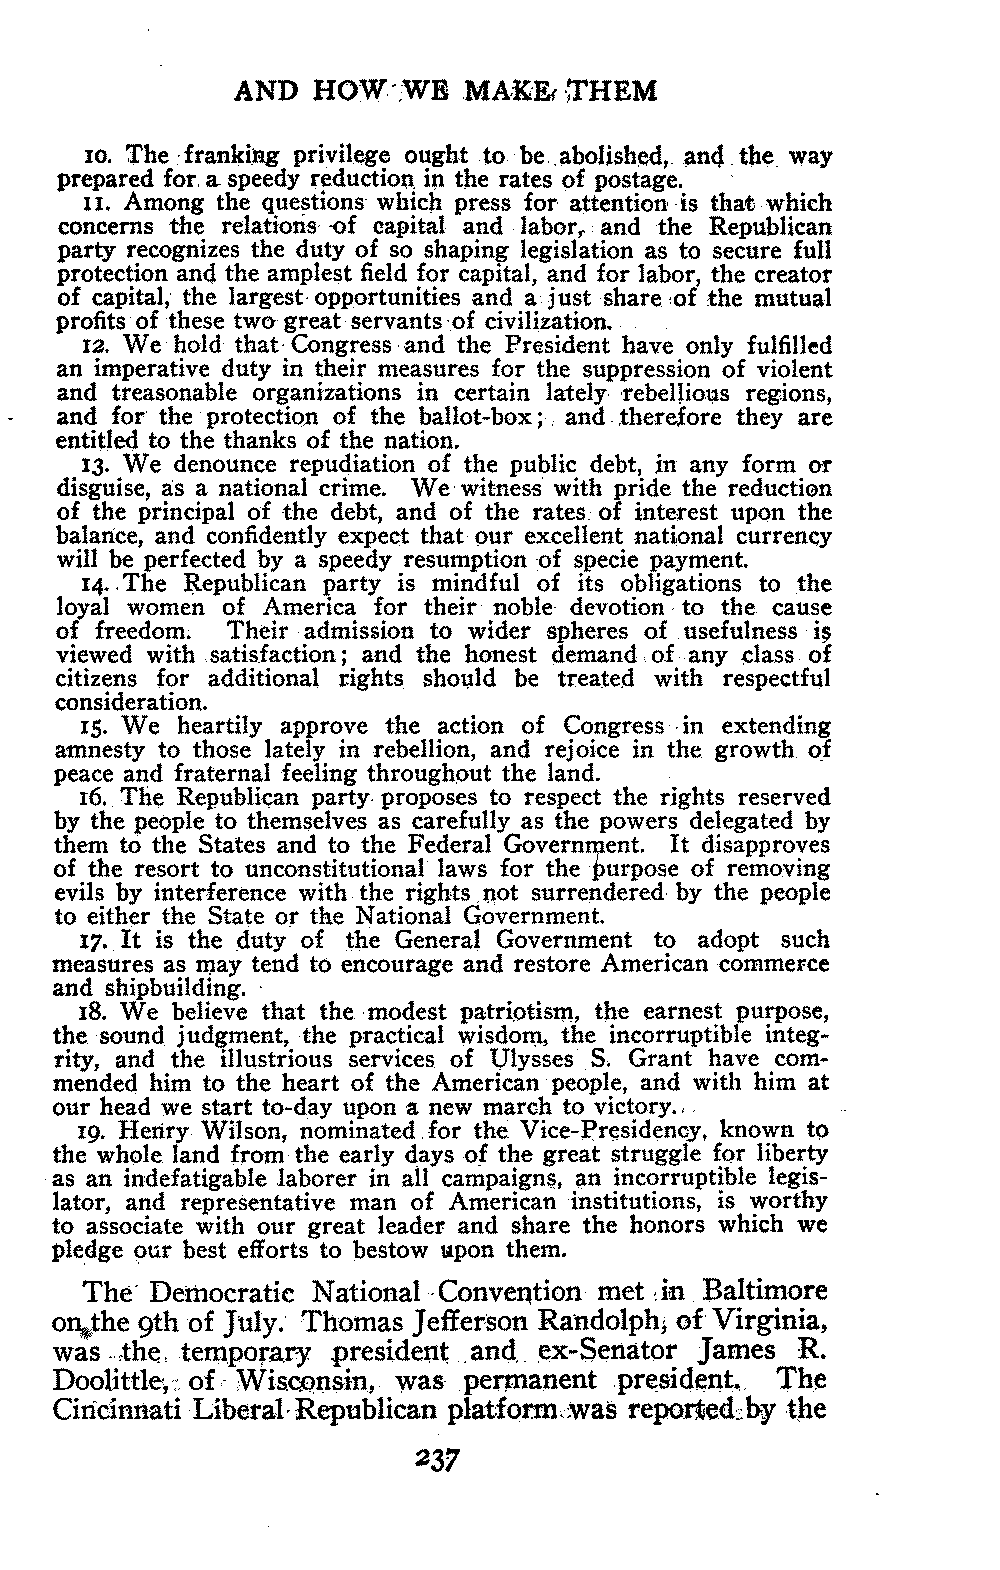 AND HOW WE MAKE THEM
10. The franking privilege ought to be abolished, and the way
prepared for a speedy reduction in the rates of postage.
11. Among the questions which press for attention is that which
concerns the relations of capital and labor, and the Republican
party recognizes the duty of so shaping legislation as to secure full
protection and the amplest field for capital, and for labor, the creator
of capital, the largest opportunities and a just share of the mutual
profits of these two great servants of civilization.
12. We hold that Congress and the President have only fulfilled
an imperative duty in their measures for the suppression of violent
and treasonable organizations in certain lately rebellious regions,
and for the protection of the ballot-box; and therefore they are
entitled to the thanks of the nation.
13. We denounce repudiation of the public debt, in any form or
disguise, as a national crime. We witness with pride the reduction
of the principal of the debt, and of the rates of interest upon the
balance, and confidently expect that our excellent national currency
will be perfected by a speedy resumption of specie payment.
14. The Republican party is mindful of its obligations to the
loyal women of America for their noble devotion to the cause
of freedom. Their admission to wider spheres of usefulness is
viewed with satisfaction; and the honest demand of any class of
citizens for additional rights should be treated with respectful
consideration.
15. We heartily approve the action of Congress in extending
amnesty to those lately in rebellion, and rejoice in the growth of
peace and fraternal feeling throughout the land.
16. The Republican party proposes to respect the rights reserved
by the people to themselves as carefully as the powers delegated by
them to the States and to the Federal Government. It disapproves
of the resort to unconstitutional laws for the purpose of removing
evils by interference with the rights not surrendered by the people
to either the State or the National Government.
17. It is the duty of the General Government to adopt such
measures as may tend to encourage and restore American commerce
and shipbuilding.
18. We believe that the modest patriotism, the earnest purpose,
the sound judgment, the practical wisdom, the incorruptible integ-
rity, and the illustrious services of Ulysses S. Grant have com-
mended him to the heart of the American people, and with him at
our head we start to-day upon a new march to victory.
19. Henry Wilson, nominated for the Vice-Presidency, known to
the whole land from the early days of the great struggle for liberty
as an indefatigable laborer in all campaigns, an incorruptible legis-
lator, and representative man of American institutions, is worthy
to associate with our great leader and share the honors which we
pledge our best efforts to bestow upon them.
The Democratic National Convention met in Baltimore
on the 9th of July. Thomas Jefferson Randolph, of Virginia,
was the temporary president and ex-Senator James R.
Doolittle, of Wisconsin, was permanent president. The
Cincinnati Liberal Republican platform was reported by the
237